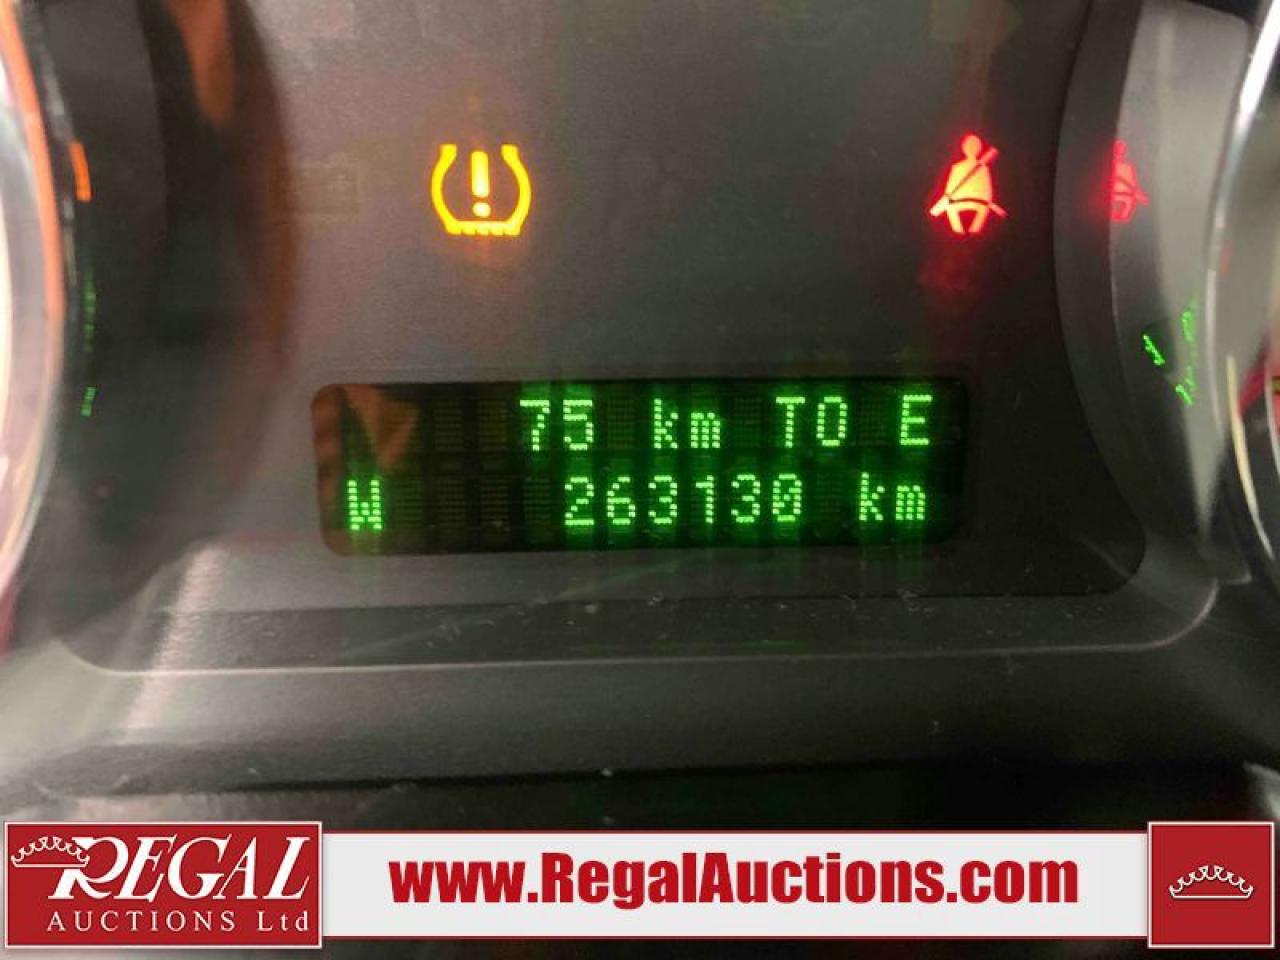 75 km TO E
W 263130 km
REGAL
AUCTIONS Ltd
www.RegalAuctions.com